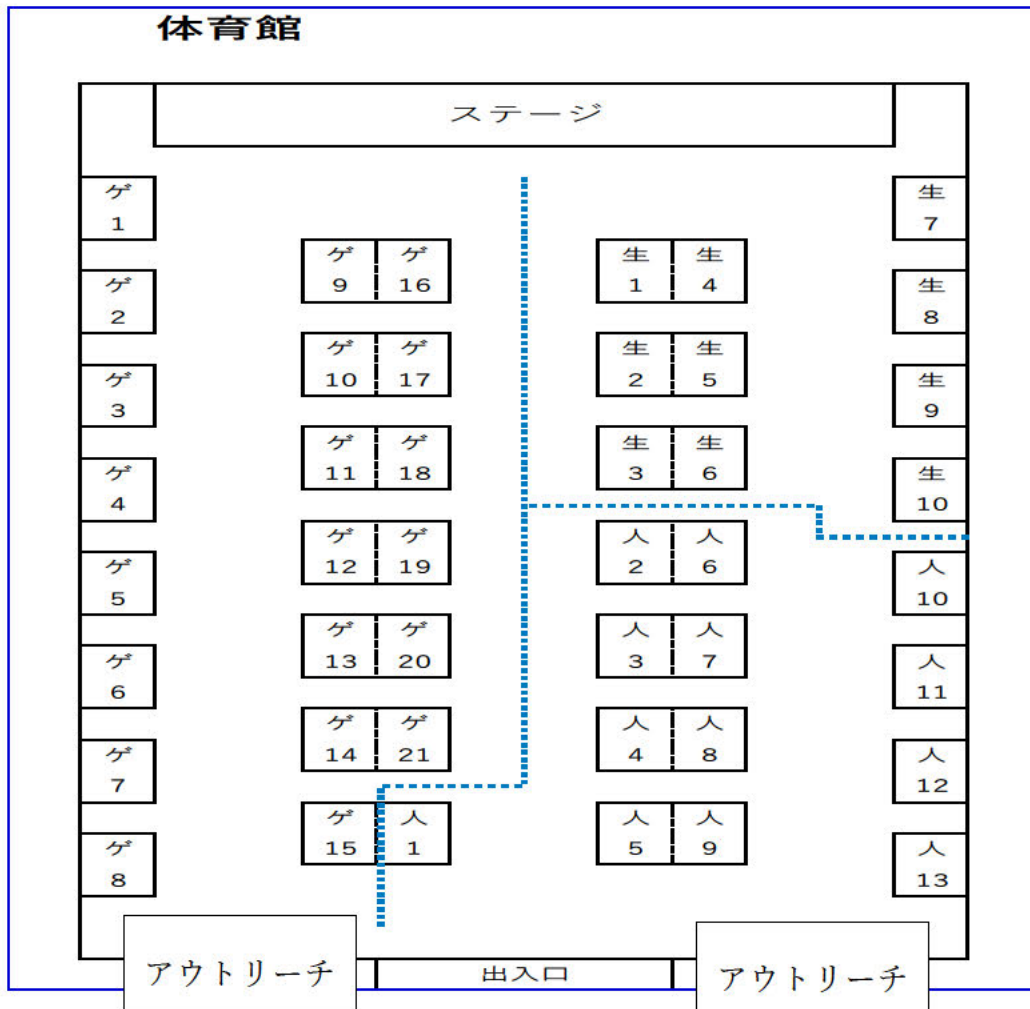 体育館
ステージ
ゲ
1
生
7
ゲ ゲ
9 16
生 生
1 4
ゲ
2
生
8
ゲ ゲ
10 17
生 生
2 5
ゲ
3
生
9
ゲ ゲ
11 18
生 生
3 6
ゲ
4
生
10
ゲ ゲ
12 19
人 人
2 6
ゲ
5
人
10
ゲ ゲ
13 20
人 人
3 7
ゲ
6
人
11
ゲ ゲ
14 21
人 人
4 8
ゲ
7
人
12
ゲ 人
15 1
人 人
5 9
ゲ
8
人
13
アウトリーチ
出入口
アウトリーチ